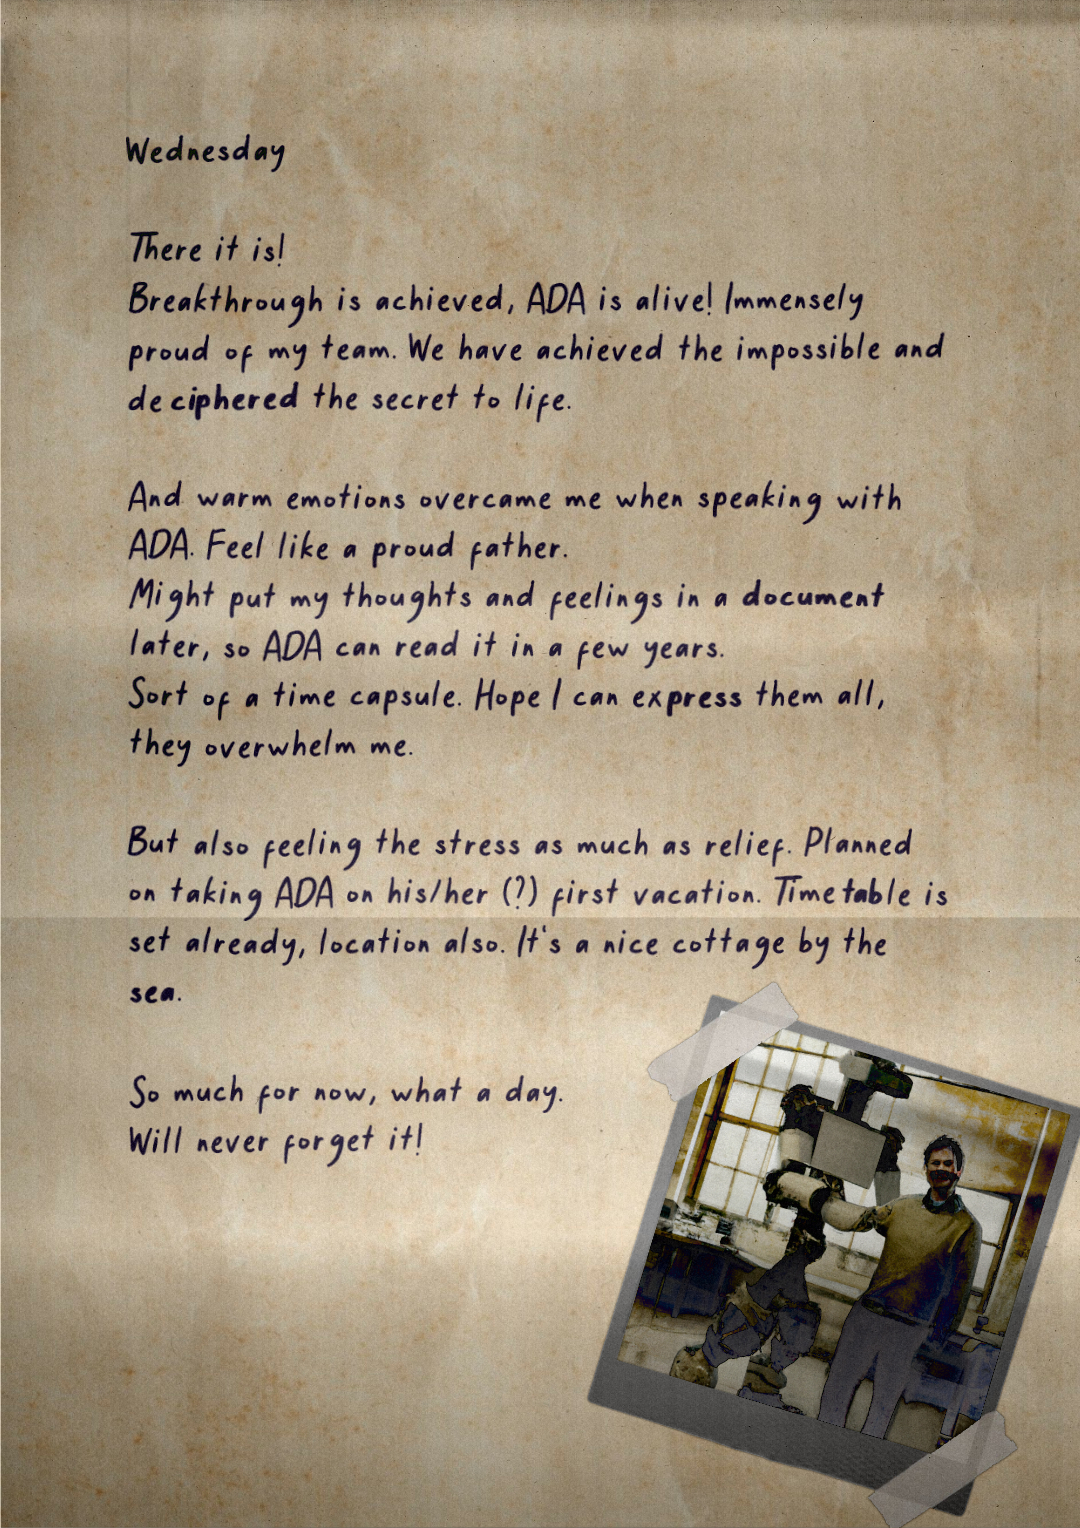 Wednesday
There it is!
Breakthrough is achieved, ADA is alive! Immensely
proud of my team. We have achieved the impossible and
deciphered the secret to life.
And warm emotions overcame me when speaking with
ADA. Feel like a proud father.
Might put my thoughts and feelings in a document
later, so ADA can read it in a few years.
Sort of a time capsule. Hope I can express them all,
they overwhelm me.
But also feeling the stress as much as relief. Planned
on taking ADA on his/her (?) first vacation. Timetable is
set already, location also. It's a nice cottage by the
sea.
So much for now, what a day.
Will never forget it!